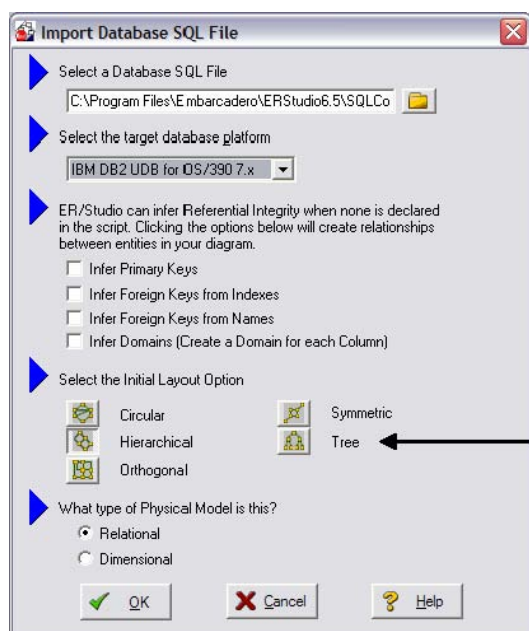 Import Database SQL File
Select a Database SQL File
C:\Program Files\Embarcadero\ERStudio6.5\SQLCo
Select the target database platform
IBM DB2 UDB for OS/390 7.x
ER/Studio can infer Referential Integrity when none is declared
in the script. Clicking the options below will create relationships
between entities in your diagram.
Infer Primary Keys
Infer Foreign Keys from Indexes
Infer Foreign Keys from Names
Infer Domains (Create a Domain for each Column)
Select the Initial Layout Option
Circular
Symmetric
Hierarchical
Tree
Orthogonal
What type of Physical Model is this?
Relational
Dimensional
OK
Cancel
Help